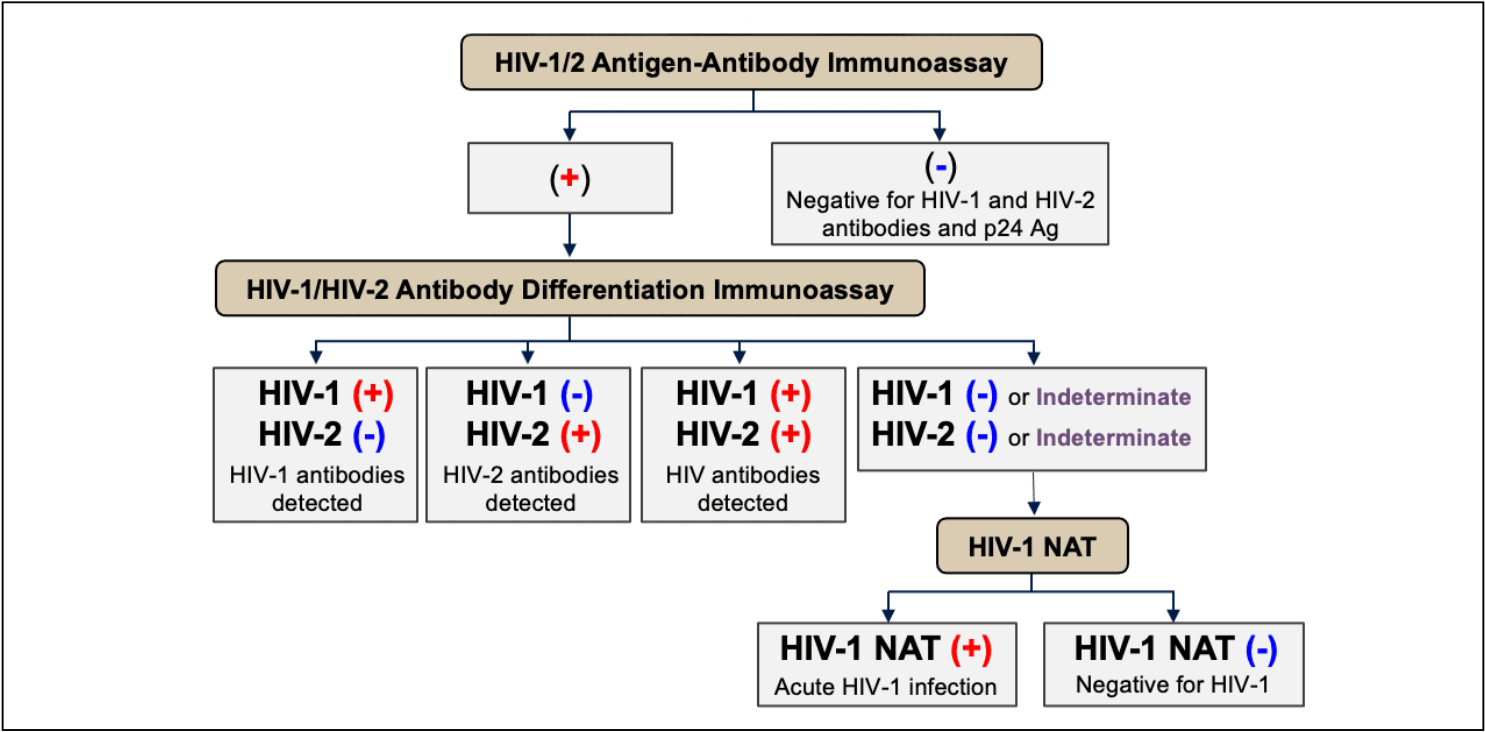 HIV-1/2 Antigen-Antibody Immunoassay
(+)
(-)
Negative for HIV-1 and HIV-2
antibodies and p24 Ag
HIV-1/HIV-2 Antibody Differentiation Immunoassay
HIV-1 (+)
HIV-2 (-)
HIV-1 antibodies
detected
HIV-1 (-)
HIV-2 (+)
HIV-2 antibodies
detected
HIV-1 (+)
HIV-2 (+)
HIV antibodies
detected
HIV-1 (-) or Indeterminate
HIV-2 (-) or Indeterminate
HIV-1 NAT
HIV-1 NAT (+)
Acute HIV-1 infection
HIV-1 NAT (-)
Negative for HIV-1